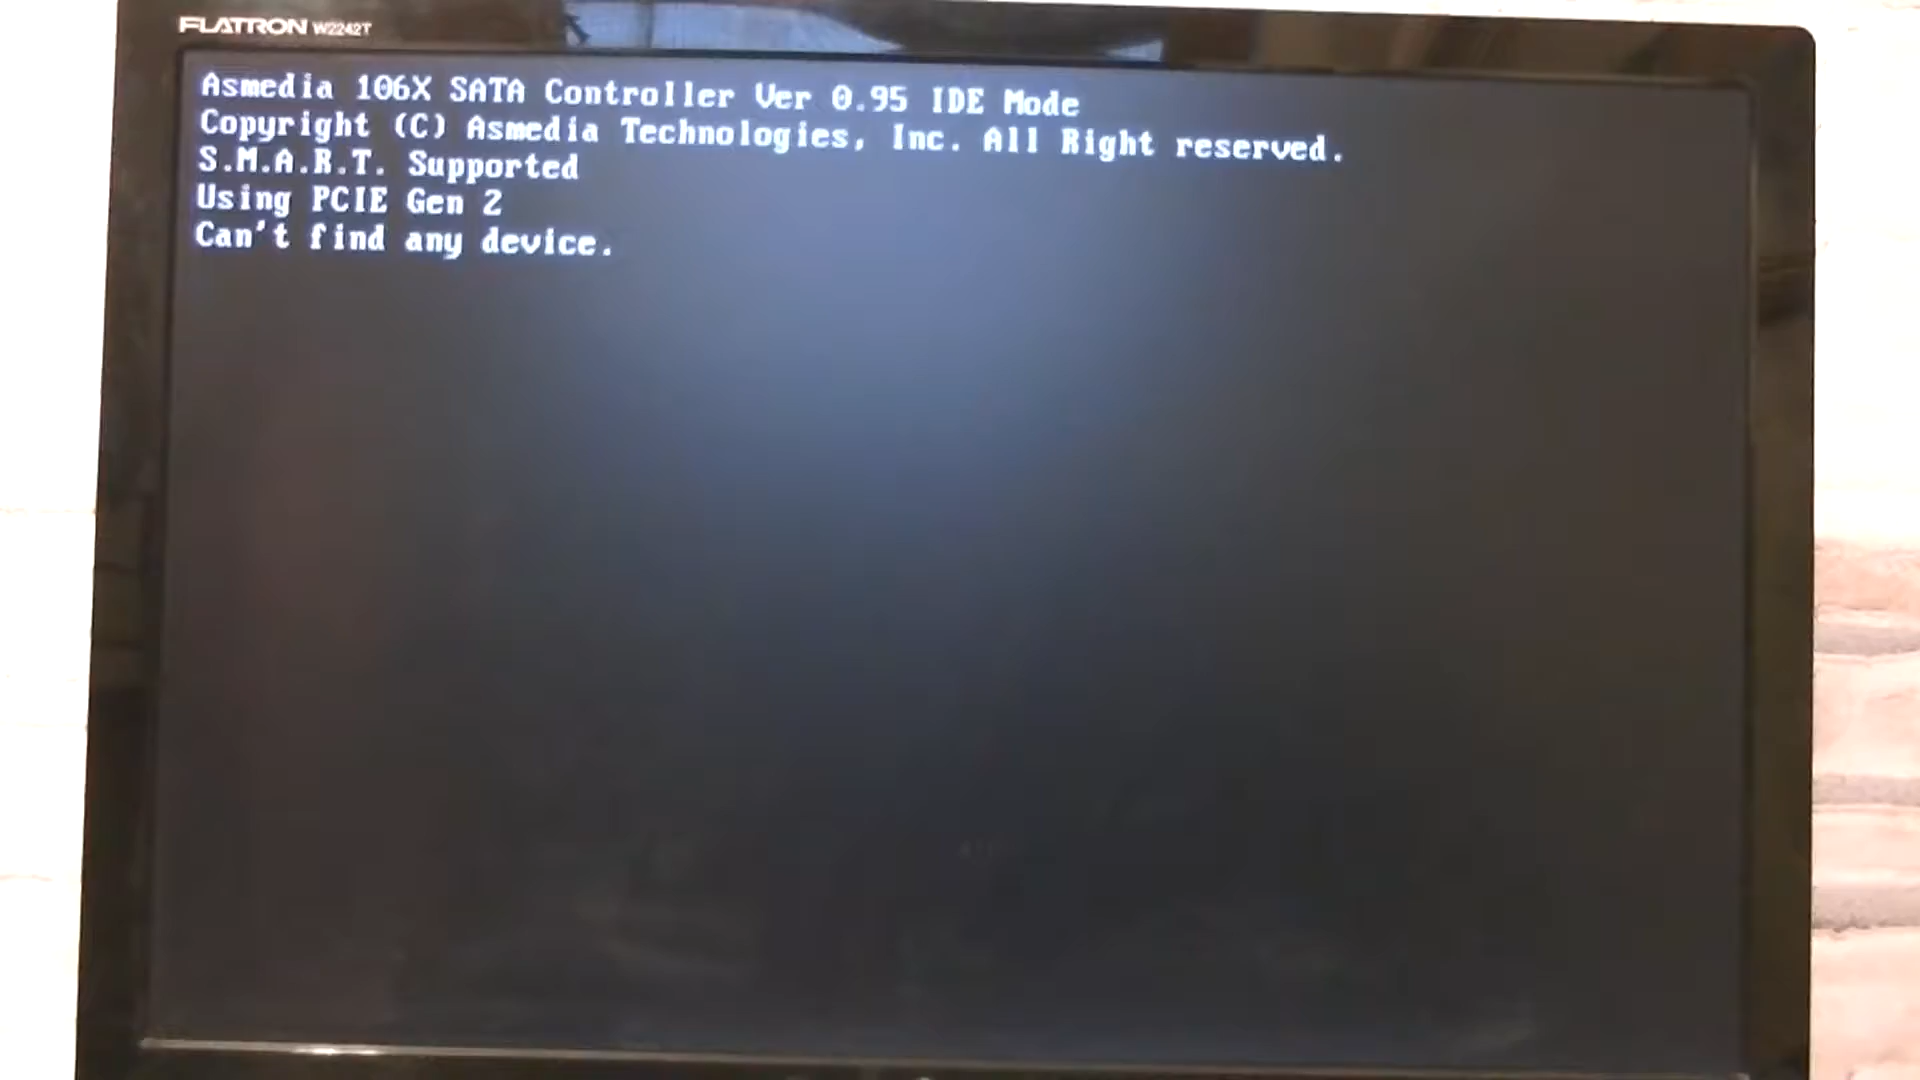 FLATRON W2242T
Asmedia 106X SATA Controller Ver 0.95 IDE Mode
Copyright (C) Asmedia Technologies, Inc. All Right reserved.
S.M.A.R.T. Supported
Using PCIE Gen 2
Can't find any device.